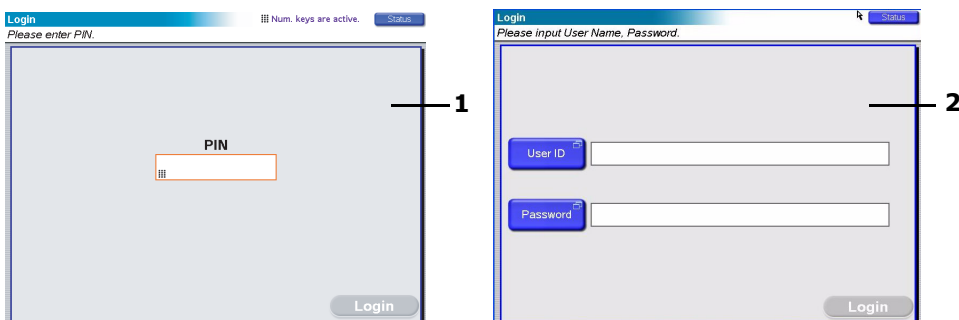 Login
Num. keys are active.
Status
Please enter PIN.
1
PIN
Login
Login
Status
Please input User Name, Password.
2
User ID
Password
Login